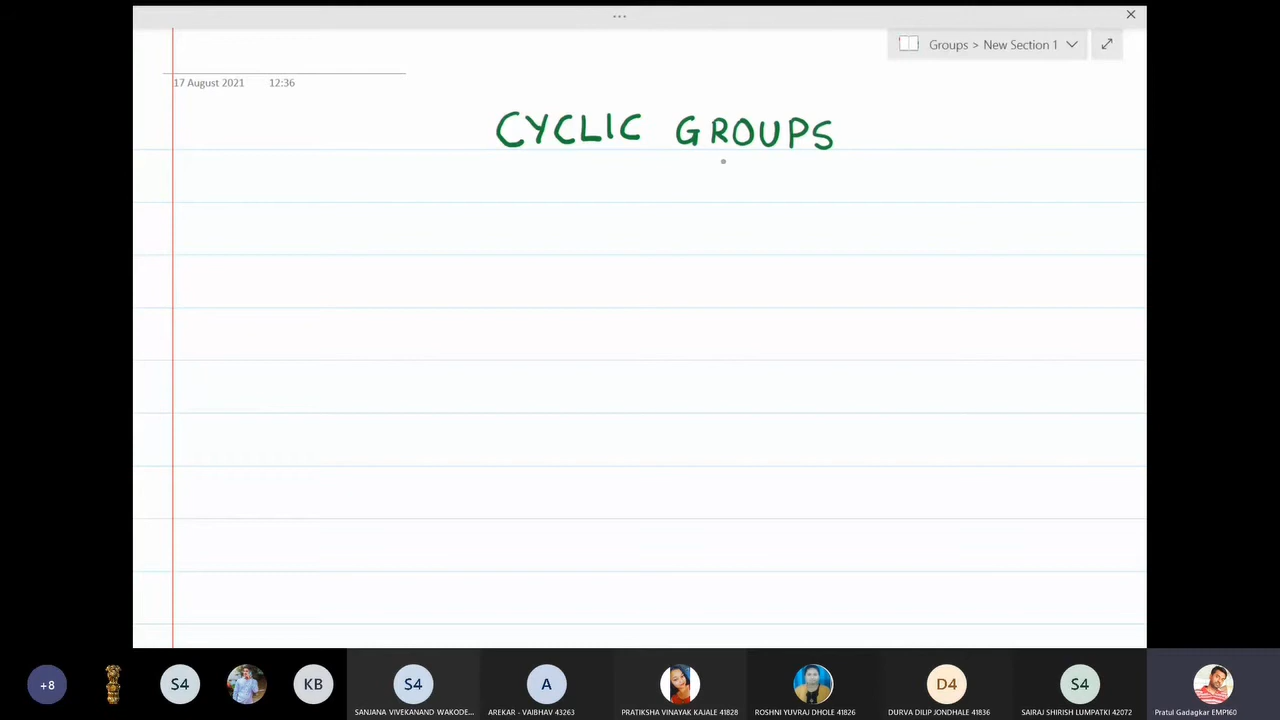 Groups > New Section 1
17 August 2021 12:36
CYCLIC GROUPS
+8
S4
KB
S4
A
D4
S4
SANJANA VIVEKANAND WAKODE...
AREKAR - VAIBHAV 43263
PRATIKSHA VINAYAK KAJALE 41828
ROSHNI YUVRAJ DHOLE 41826
DURVA DILIP JONDHALE 41836
SAIRAJ SHIRISH LUMPATKI 42072
Pratul Gadagkar EMP160